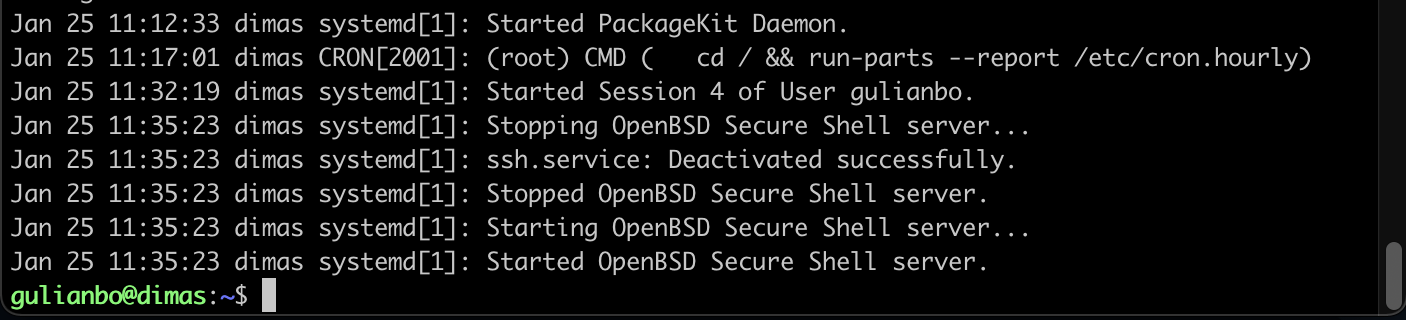 Jan 25 11:12:33 dimas systemd[1]: Started PackageKit Daemon.
Jan 25 11:17:01 dimas CRON[2001]: (root) CMD (   cd / && run-parts --report /etc/cron.hourly)
Jan 25 11:32:19 dimas systemd[1]: Started Session 4 of User gulianbo.
Jan 25 11:35:23 dimas systemd[1]: Stopping OpenBSD Secure Shell server...
Jan 25 11:35:23 dimas systemd[1]: ssh.service: Deactivated successfully.
Jan 25 11:35:23 dimas systemd[1]: Stopped OpenBSD Secure Shell server.
Jan 25 11:35:23 dimas systemd[1]: Starting OpenBSD Secure Shell server...
Jan 25 11:35:23 dimas systemd[1]: Started OpenBSD Secure Shell server.
gulianbo@dimas:~$